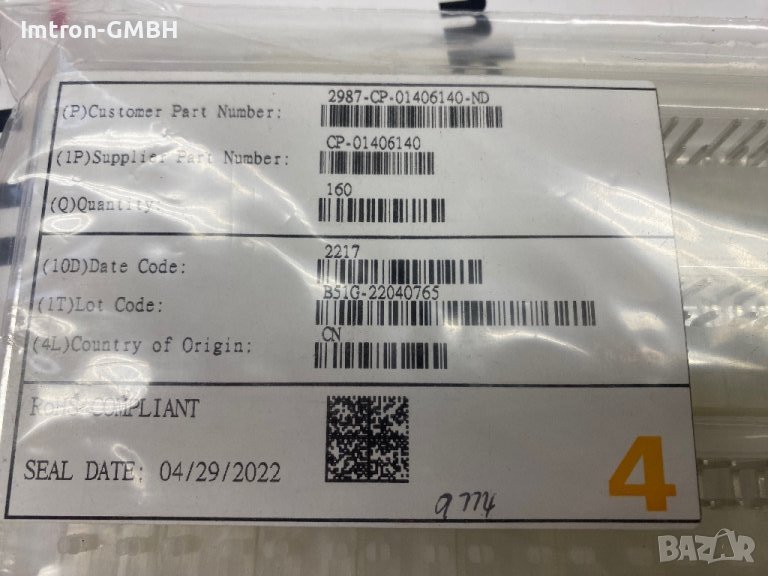 Imtron-GMBH
2987-CP-01406140-ND
(P)Customer Part Number:
CP-01406140
(1P)Supplier Part Number:
160
(Q)Quantity:
2217
(10D)Date Code:
B51G-22040765
(1T)Lot Code:
CN
(4L)Country of Origin:
COMPLIANT
SEAL DATE: 04/29/2022
4
BAZAR